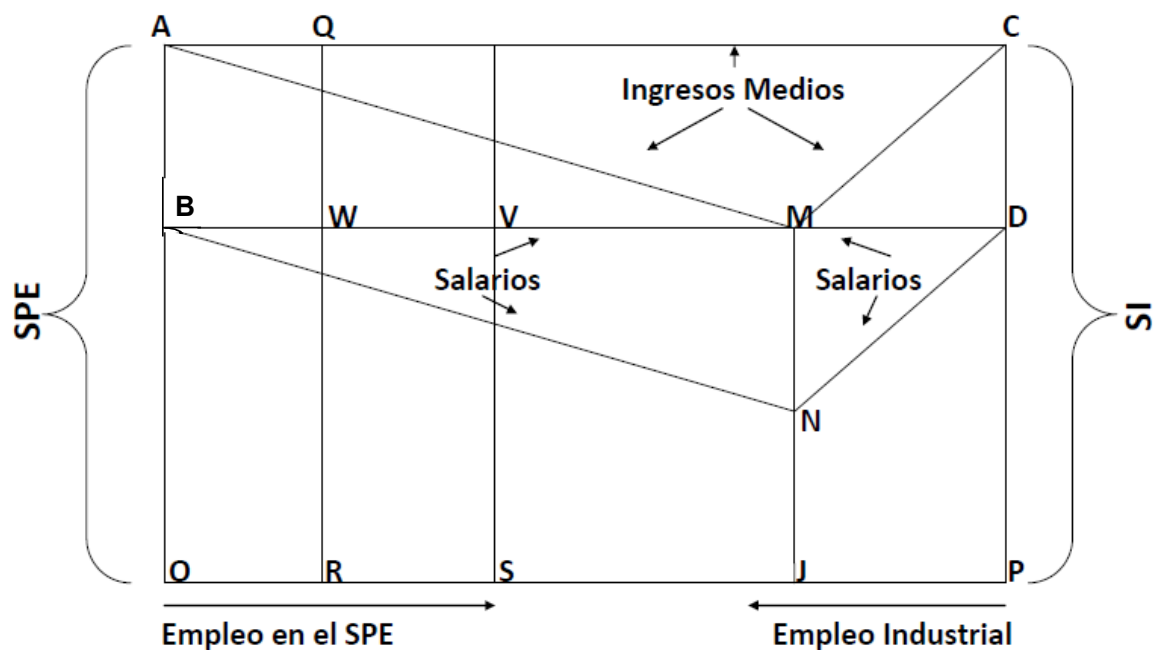 A Q C
Ingresos Medios
B W V M D
Salarios Salarios
SPE SI
N
O R S J P
Empleo en el SPE Empleo Industrial